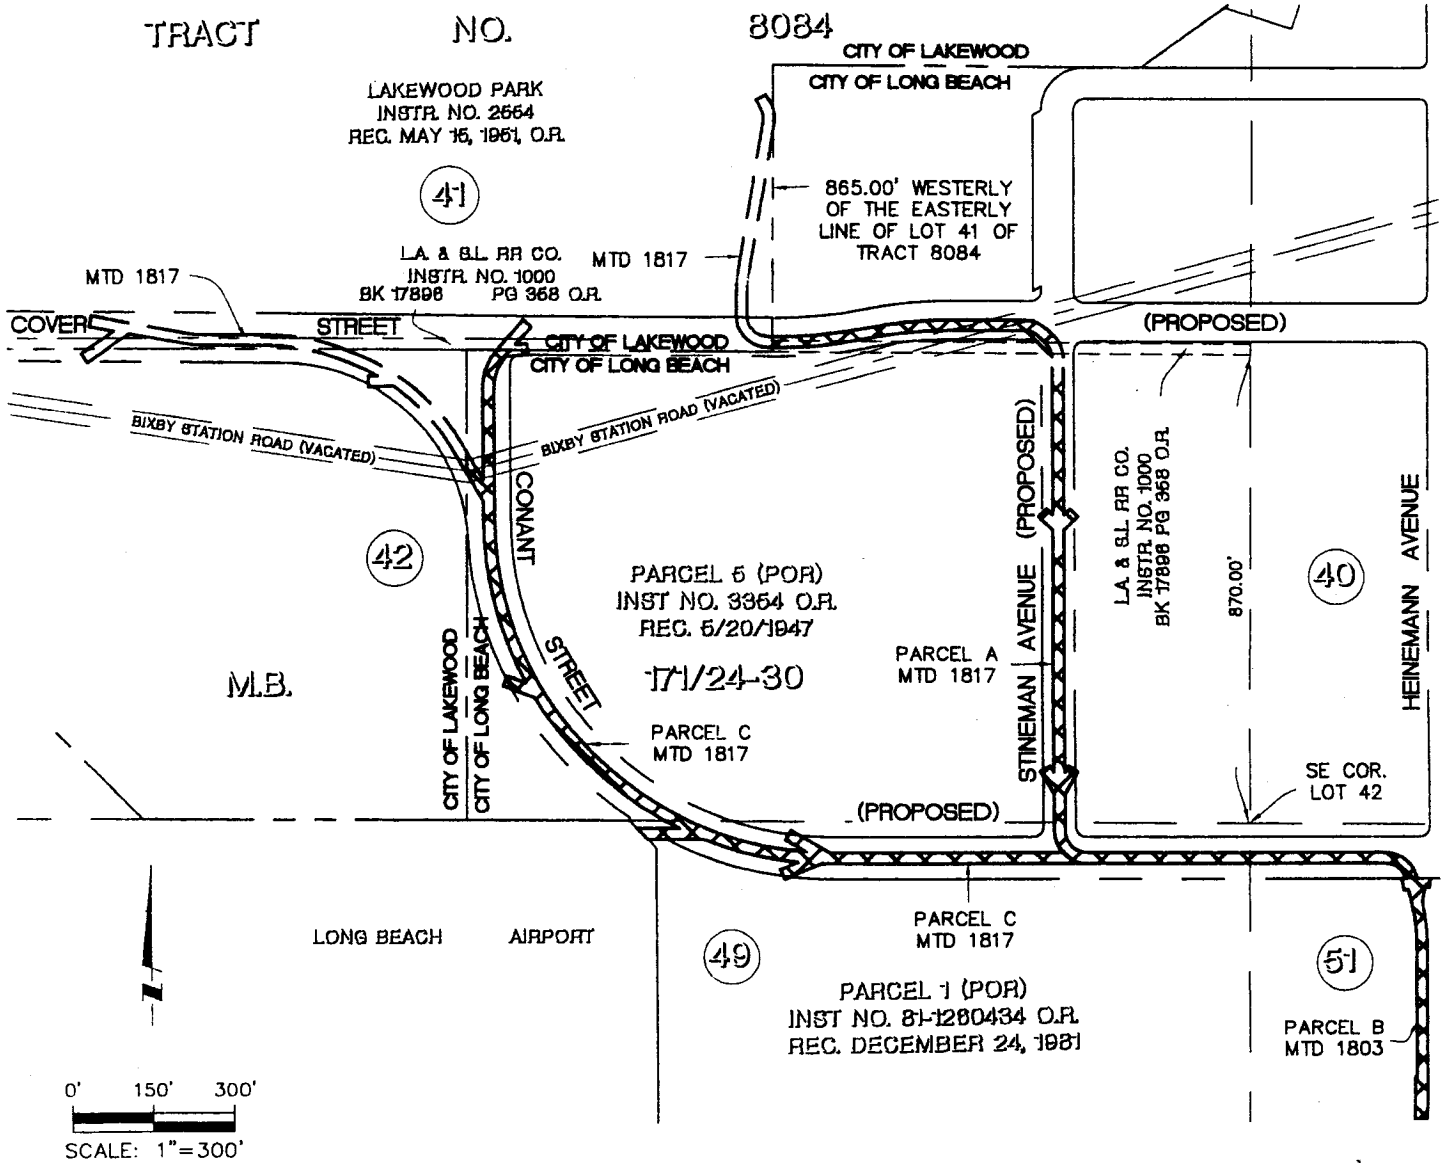 TRACT NO. 8084
CITY OF LAKEWOOD
CITY OF LONG BEACH
LAKEWOOD PARK
INSTR. NO. 2554
REC. MAY 15, 1951, O.R.
41
865.00' WESTERLY
OF THE EASTERLY
LINE OF LOT 41 OF
TRACT 8084
L.A. & S.L. RR CO.
INSTR. NO. 1000
BK 17898 PG 368 O.R.
MTD 1817
MTD 1817
COVER STREET
CITY OF LAKEWOOD
CITY OF LONG BEACH
(PROPOSED)
BIXBY STATION ROAD (VACATED)
BIXBY STATION ROAD (VACATED)
CONANT
STREET
42
PARCEL 5 (POR)
INST NO. 3354 O.R.
REC. 5/20/1947
171/24-30
M.B.
CITY OF LAKEWOOD
CITY OF LONG BEACH
PARCEL C
MTD 1817
PARCEL A
MTD 1817
STINEMAN AVENUE (PROPOSED)
L.A. & S.L. RR CO.
INSTR. NO. 1000
BK 17898 PG 368 O.R.
870.00'
40
HEINEMANN AVENUE
SE COR.
LOT 42
(PROPOSED)
LONG BEACH AIRPORT
49
PARCEL C
MTD 1817
51
PARCEL 1 (POR)
INST NO. 81-1260434 O.R.
REC. DECEMBER 24, 1981
PARCEL B
MTD 1803
N
0' 150' 300'
SCALE: 1"=300'